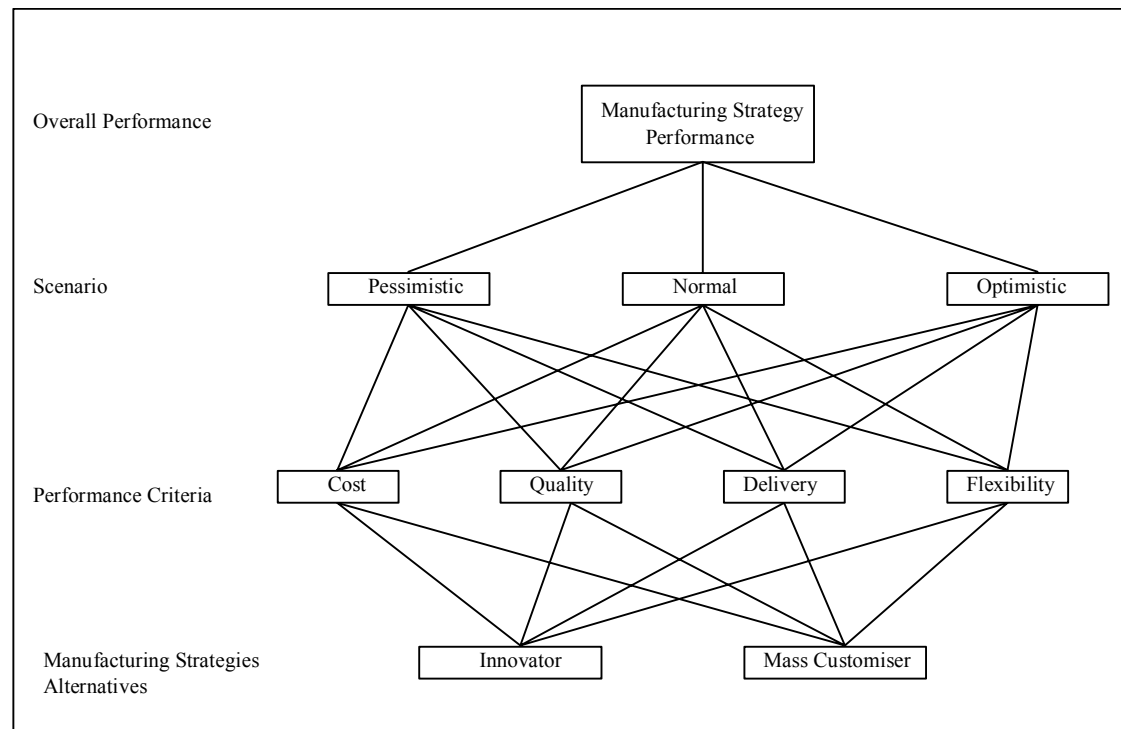 Overall Performance
Manufacturing Strategy
Performance
Scenario
Pessimistic
Normal
Optimistic
Performance Criteria
Cost
Quality
Delivery
Flexibility
Manufacturing Strategies
Alternatives
Innovator
Mass Customiser